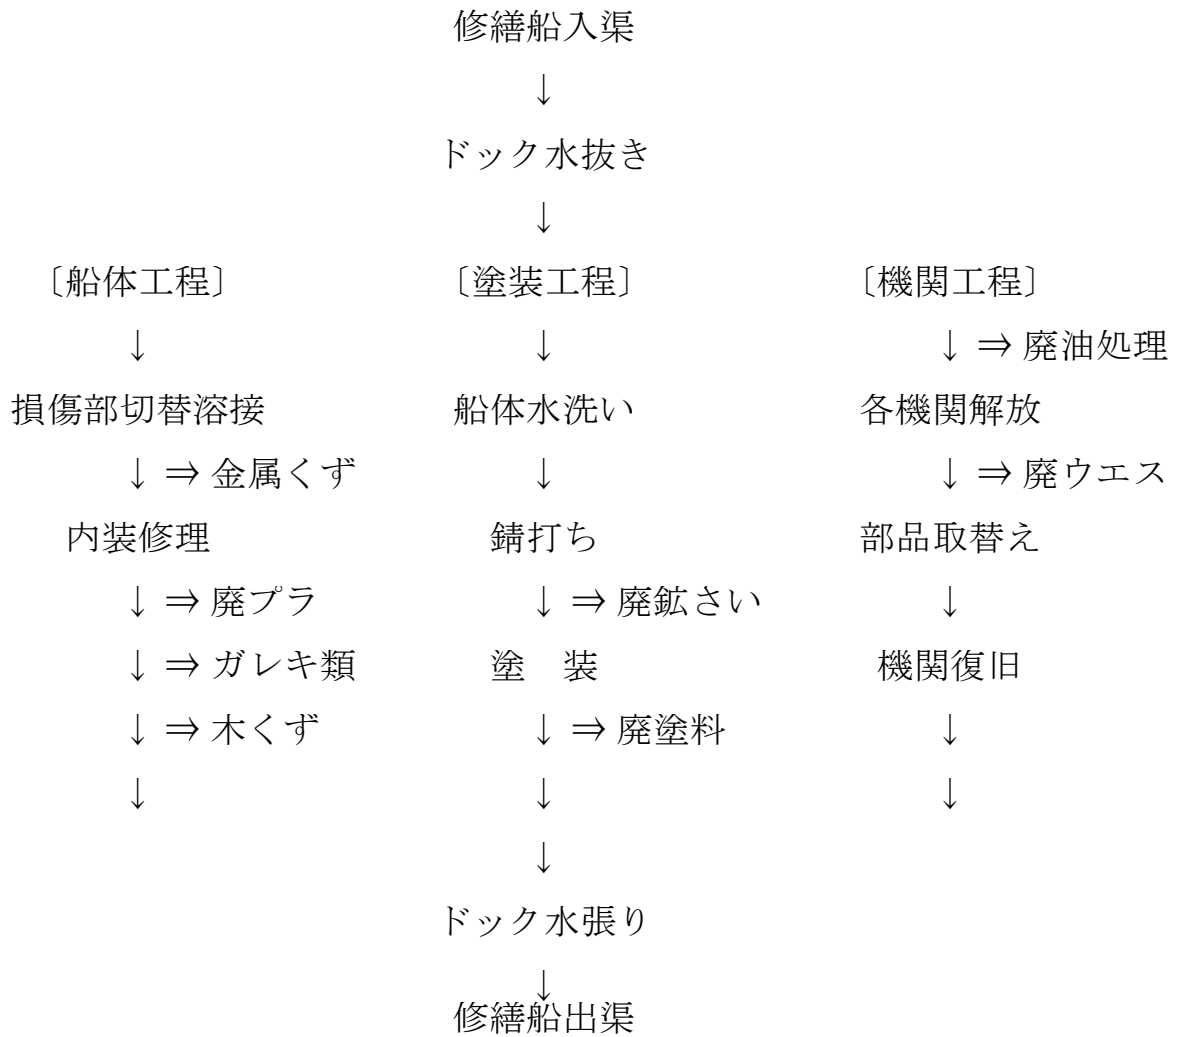 修繕船入渠
↓
ドック水抜き
↓
〔船体工程〕 〔塗装工程〕 〔機関工程〕
↓ ↓ ↓ ⇒ 廃油処理
損傷部切替溶接 船体水洗い 各機関解放
↓ ⇒ 金属くず ↓ ↓ ⇒ 廃ウエス
内装修理 錆打ち 部品取替え
↓ ⇒ 廃プラ ↓ ⇒ 廃鉱さい ↓
↓ ⇒ ガレキ類 塗　装 機関復旧
↓ ⇒ 木くず ↓ ⇒ 廃塗料 ↓
↓ ↓ ↓
↓
ドック水張り
↓
修繕船出渠